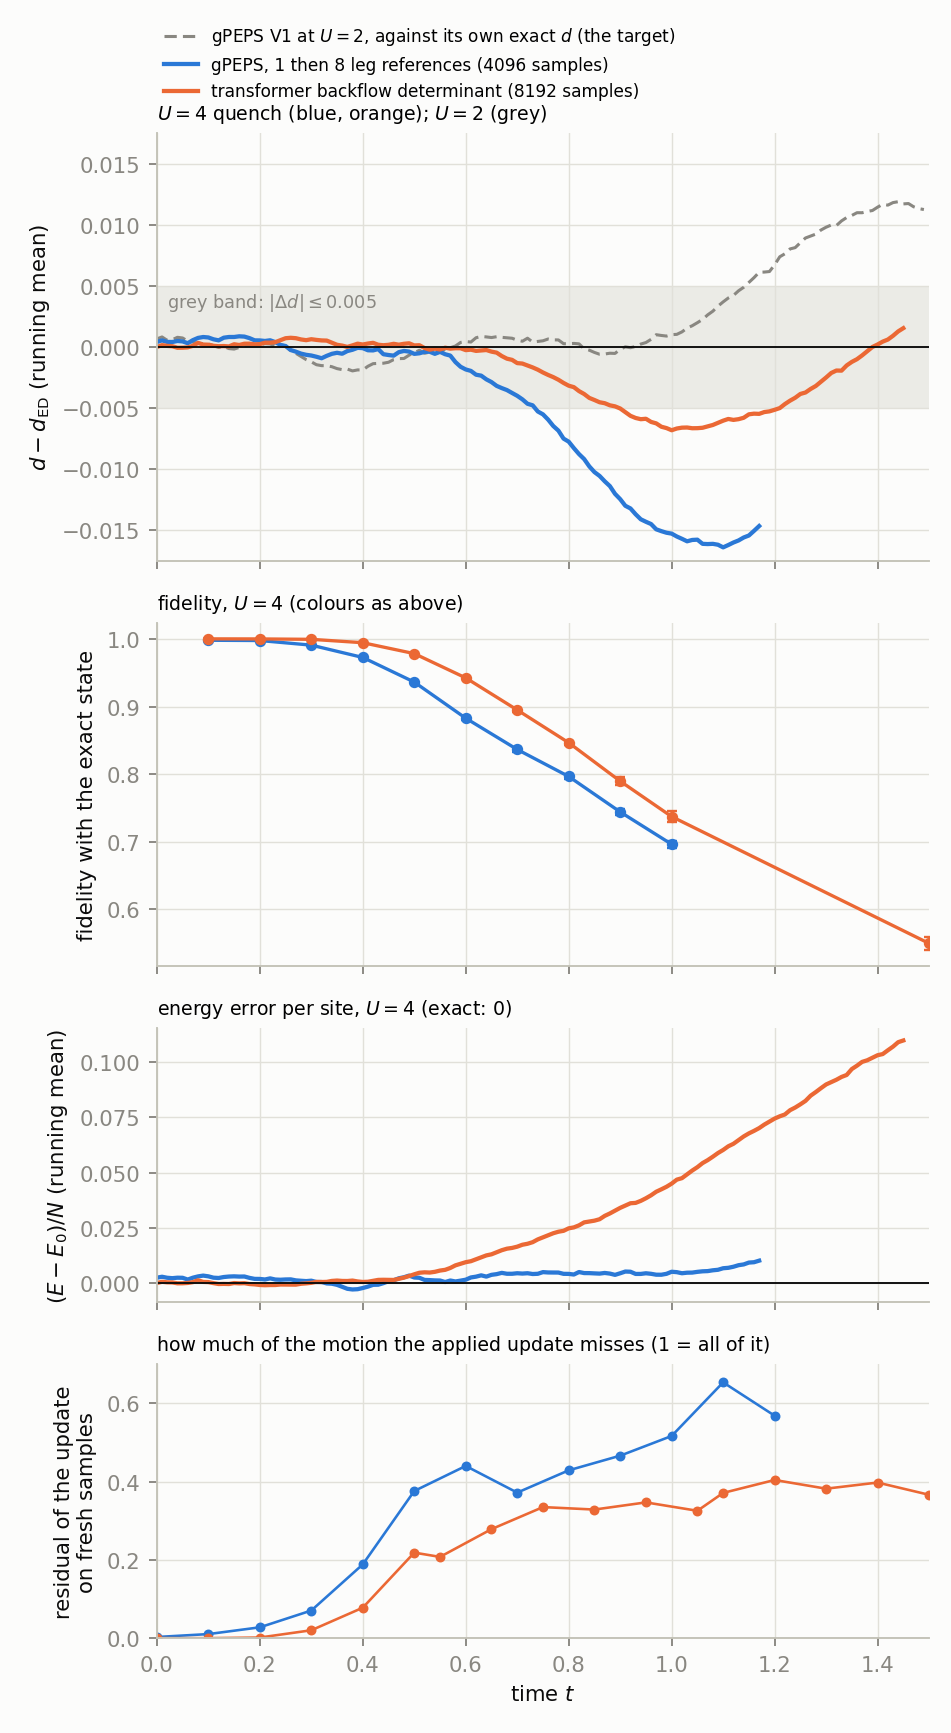 gPEPS V1 at U = 2, against its own exact d (the target)
gPEPS, 1 then 8 leg references (4096 samples)
transformer backflow determinant (8192 samples)
U = 4 quench (blue, orange); U = 2 (grey)
0.015
0.010
0.005
0.000
−0.005
−0.010
−0.015
d − d_ED (running mean)
grey band: |Δd| ≤ 0.005
fidelity, U = 4 (colours as above)
1.0
0.9
0.8
0.7
0.6
fidelity with the exact state
energy error per site, U = 4 (exact: 0)
0.100
0.075
0.050
0.025
0.000
(E − E₀)/N (running mean)
how much of the motion the applied update misses (1 = all of it)
0.6
0.4
0.2
0.0
residual of the update
on fresh samples
0.0 0.2 0.4 0.6 0.8 1.0 1.2 1.4
time t